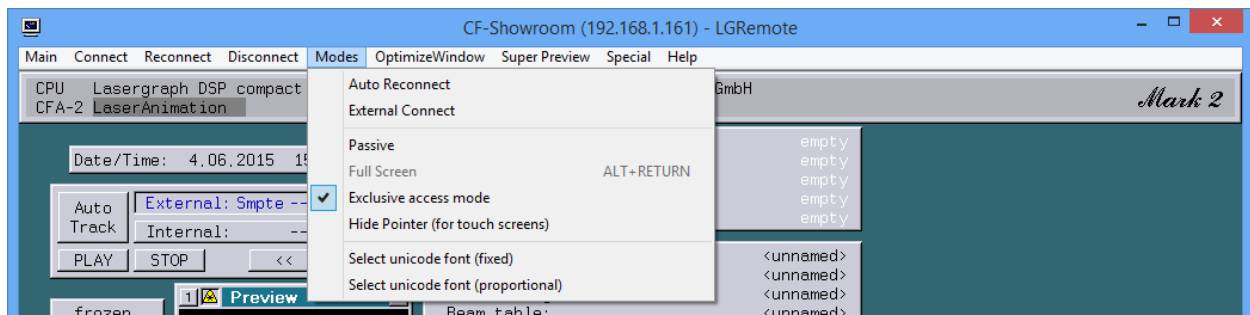 CF-Showroom (192.168.1.161) - LGRemote
Main Connect Reconnect Disconnect Modes OptimizeWindow Super Preview Special Help
CPU Lasergraph DSP compact GmbH
CFA-2 LaserAnimation
Mark 2
Auto Reconnect
External Connect
Passive
Full Screen ALT+RETURN
Exclusive access mode
Hide Pointer (for touch screens)
Select unicode font (fixed)
Select unicode font (proportional)
Date/Time: 4.06.2015
Auto Track
External: Smpte --
Internal: --
PLAY STOP <<
1 Preview
frozen
empty
empty
empty
empty
empty
<unnamed>
<unnamed>
<unnamed>
Beam table: <unnamed>